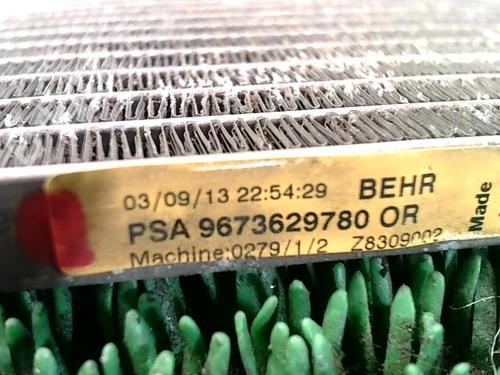 03/09/13 22:54:29 BEHR
PSA 9673629780 OR
Machine:0279/1/2 Z8309002
Made